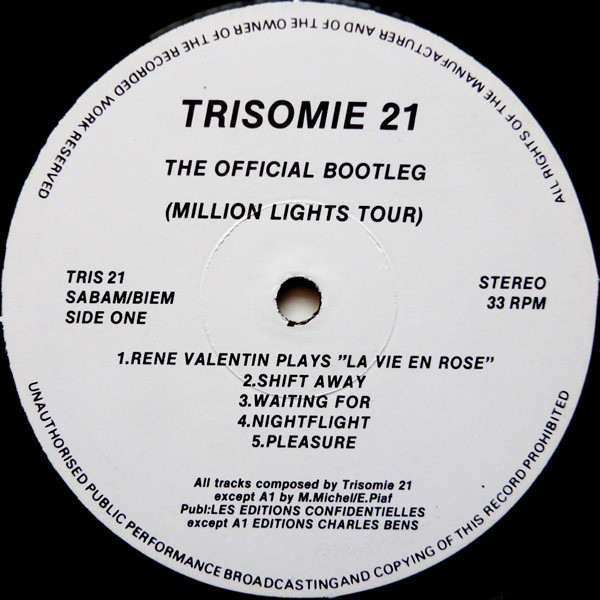 ALL RIGHTS OF THE MANUFACTURER AND OF THE OWNER OF THE RECORDED WORK RESERVED
TRISOMIE 21
THE OFFICIAL BOOTLEG
(MILLION LIGHTS TOUR)
TRIS 21
SABAM/BIEM
SIDE ONE
STEREO
33 RPM
1.RENE VALENTIN PLAYS "LA VIE EN ROSE"
2.SHIFT AWAY
3.WAITING FOR
4.NIGHTFLIGHT
5.PLEASURE
All tracks composed by Trisomie 21
except A1 by M.Michel/E.Piaf
Publ:LES EDITIONS CONFIDENTIELLES
except A1 EDITIONS CHARLES BENS
UNAUTHORISED PUBLIC PERFORMANCE BROADCASTINGAND COPYING OF THIS RECORD PROHIBITED